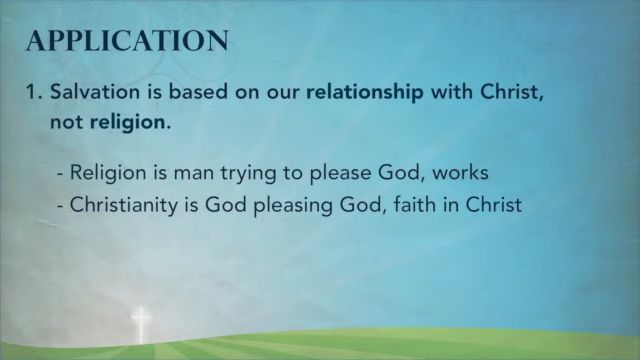 APPLICATION
1. Salvation is based on our relationship with Christ,
not religion.
- Religion is man trying to please God, works
- Christianity is God pleasing God, faith in Christ